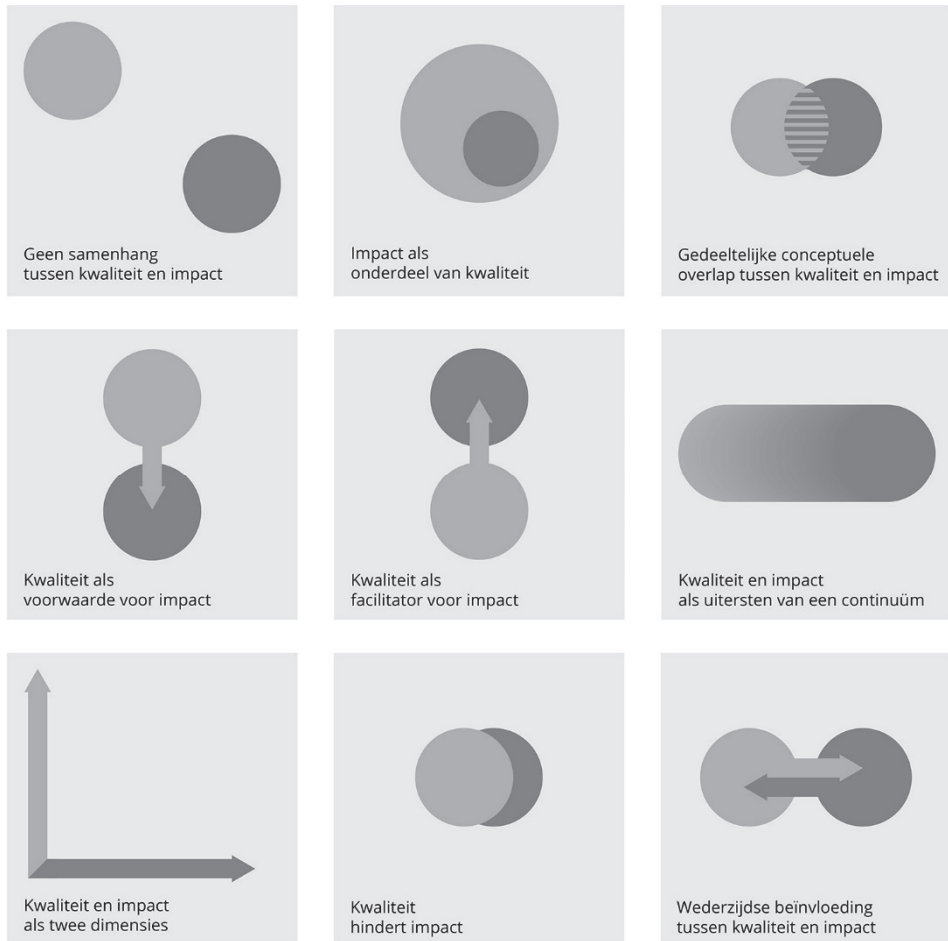 Geen samenhang
tussen kwaliteit en impact
Impact als
onderdeel van kwaliteit
Gedeeltelijke conceptuele
overlap tussen kwaliteit en impact
Kwaliteit als
voorwaarde voor impact
Kwaliteit als
facilitator voor impact
Kwaliteit en impact
als uitersten van een continuüm
Kwaliteit en impact
als twee dimensies
Kwaliteit
hindert impact
Wederzijdse beïnvloeding
tussen kwaliteit en impact